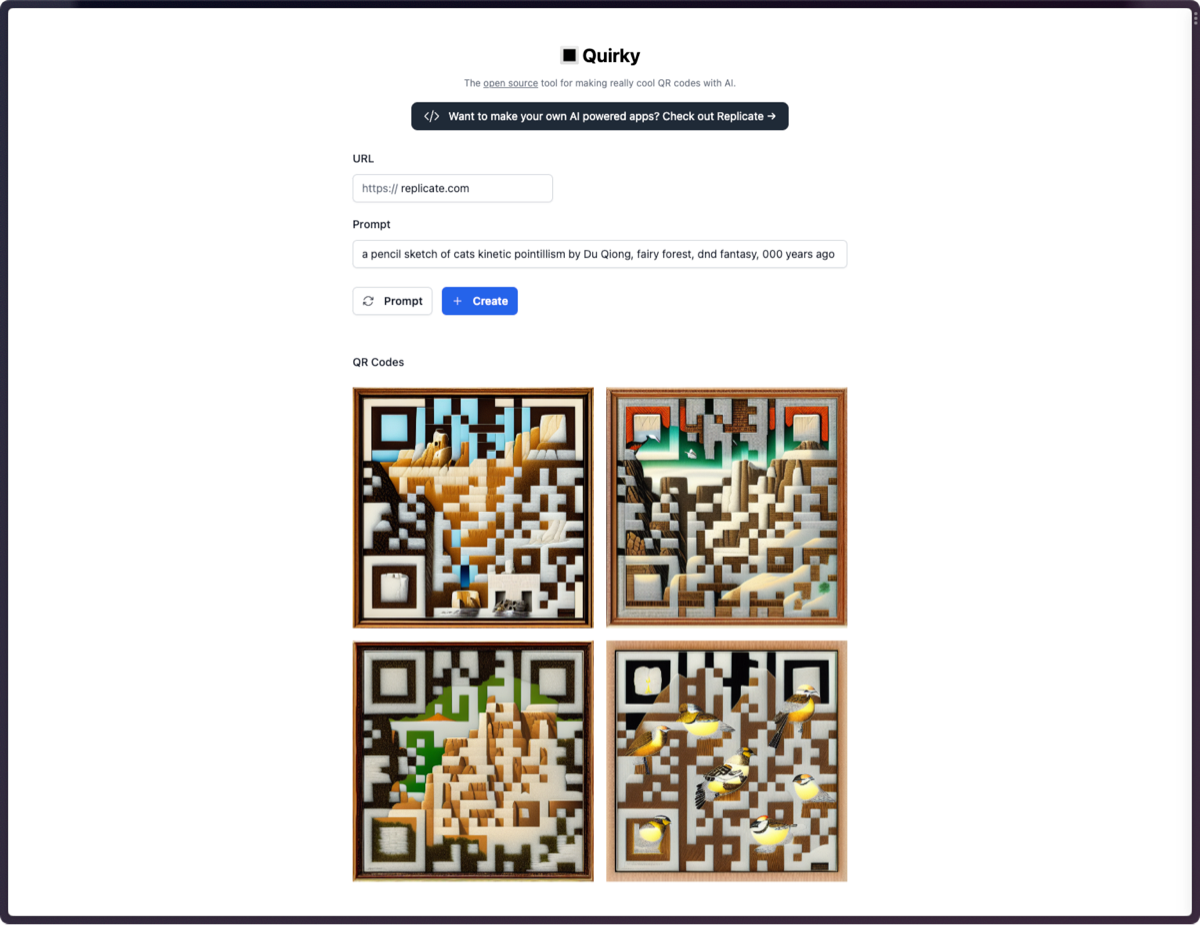 Quirky
The open source tool for making really cool QR codes with AI.
</> Want to make your own AI powered apps? Check out Replicate →
URL
https:// replicate.com
Prompt
a pencil sketch of cats kinetic pointillism by Du Qiong, fairy forest, dnd fantasy, 000 years ago
Prompt
+ Create
QR Codes